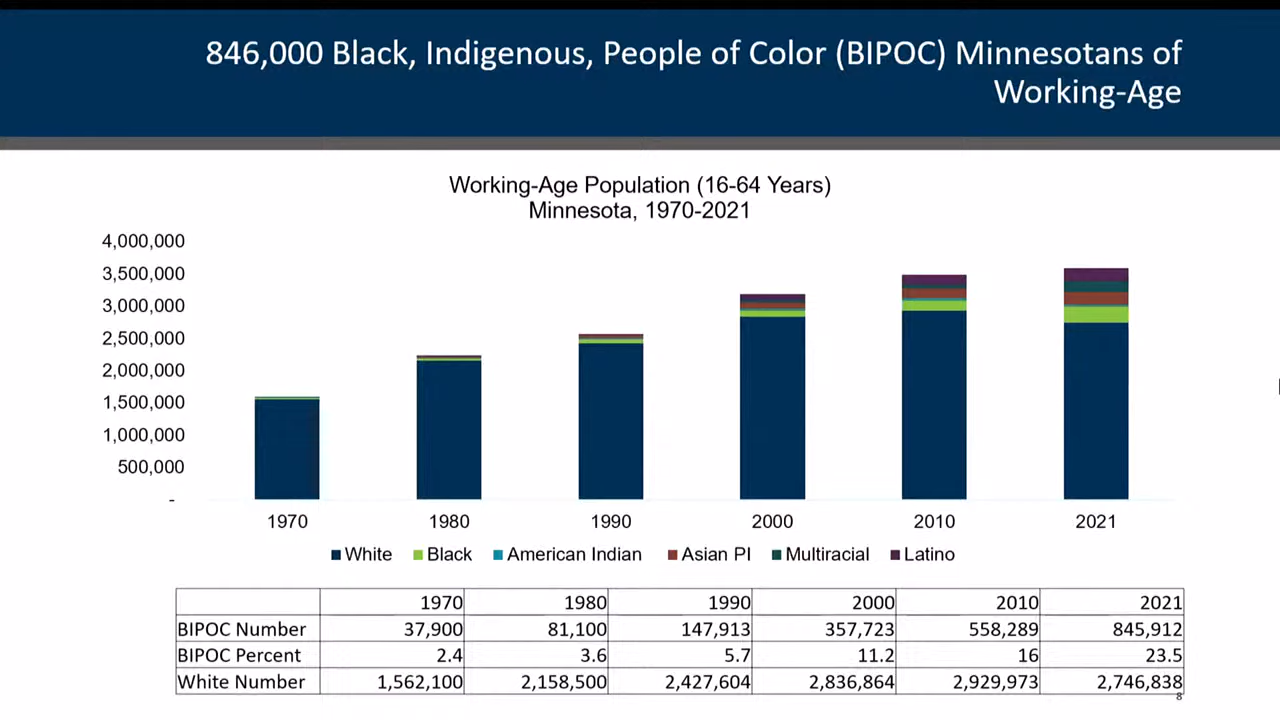 846,000 Black, Indigenous, People of Color (BIPOC) Minnesotans of
Working-Age
Working-Age Population (16-64 Years)
Minnesota, 1970-2021
4,000,000
3,500,000
3,000,000
2,500,000
2,000,000
1,500,000
1,000,000
500,000
-
1970 1980 1990 2000 2010 2021
White Black American Indian Asian PI Multiracial Latino
1970 1980 1990 2000 2010 2021
BIPOC Number 37,900 81,100 147,913 357,723 558,289 845,912
BIPOC Percent 2.4 3.6 5.7 11.2 16 23.5
White Number 1,562,100 2,158,500 2,427,604 2,836,864 2,929,973 2,746,838
8